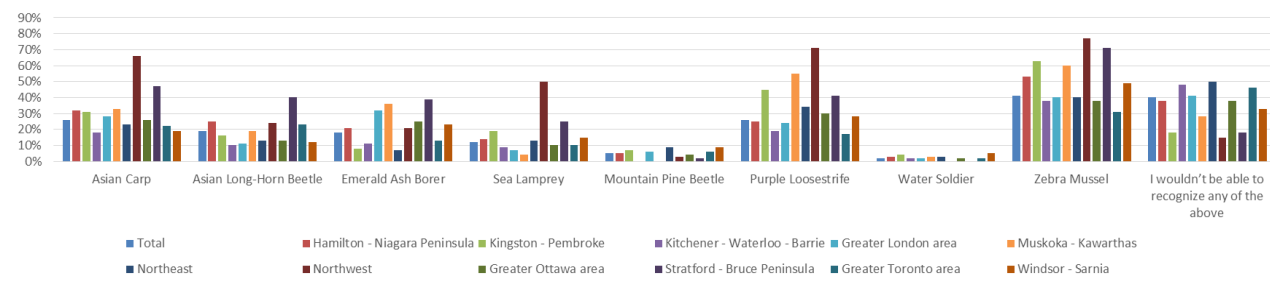 90%
80%
70%
60%
50%
40%
30%
20%
10%
0%
Asian Carp Asian Long-Horn Beetle Emerald Ash Borer Sea Lamprey Mountain Pine Beetle Purple Loosestrife Water Soldier Zebra Mussel I wouldn't be able to
recognize any of the
above
Total Hamilton - Niagara Peninsula Kingston - Pembroke Kitchener - Waterloo - Barrie Greater London area Muskoka - Kawarthas
Northeast Northwest Greater Ottawa area Stratford - Bruce Peninsula Greater Toronto area Windsor - Sarnia